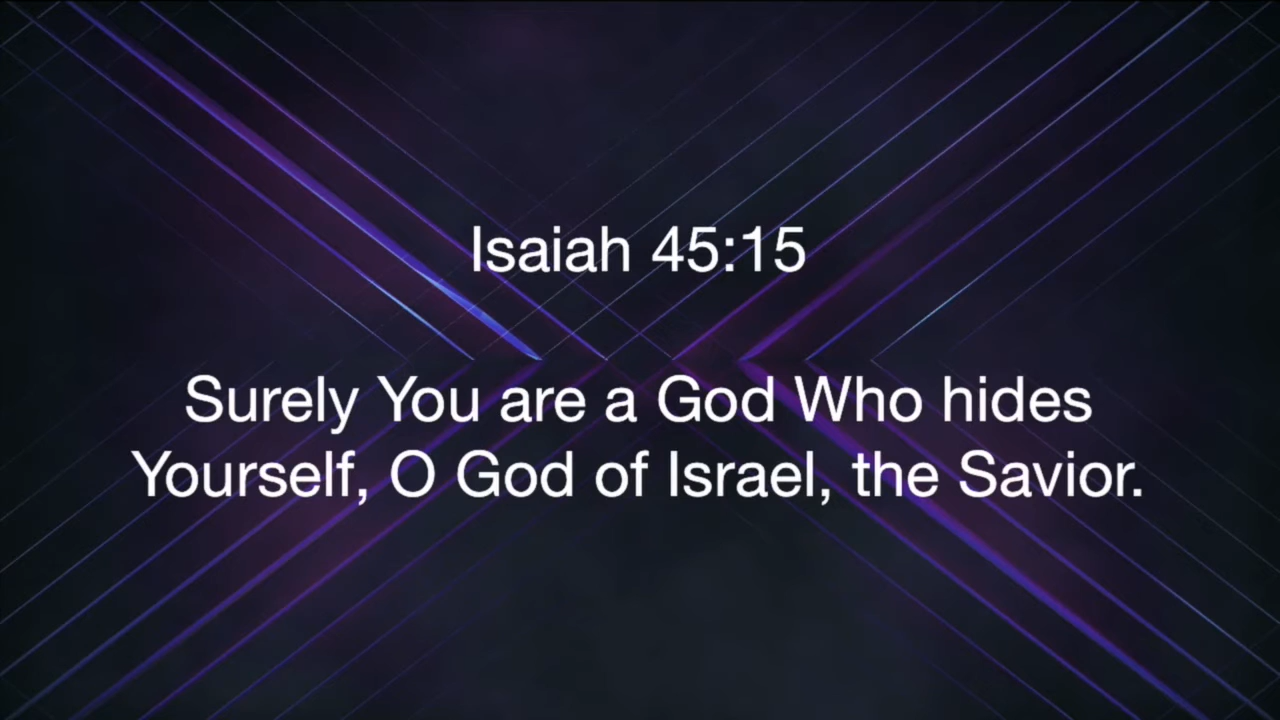 Isaiah 45:15
Surely You are a God Who hides
Yourself, O God of Israel, the Savior.